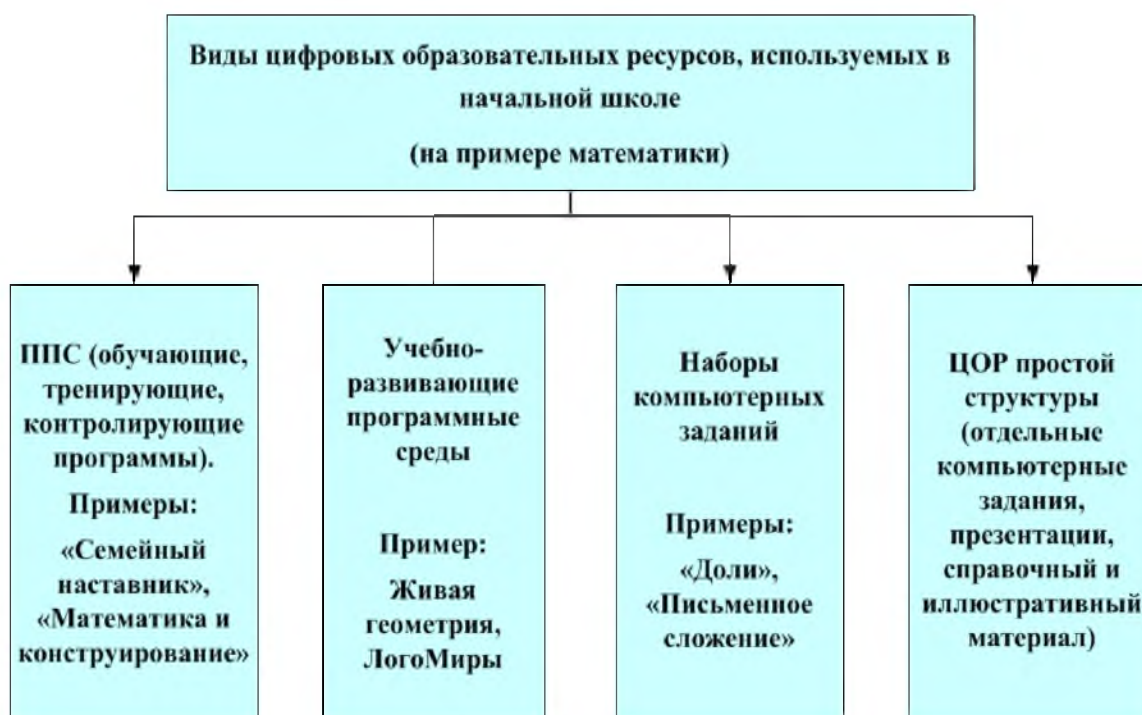 Виды цифровых образовательных ресурсов, используемых в
начальной школе
(на примере математики)
ППС (обучающие,
тренирующие,
контролирующие
программы).
Примеры:
«Семейный
наставник»,
«Математика и
конструирование»
Учебно-
развивающие
программные
среды
Пример:
Живая
геометрия,
ЛогоМиры
Наборы
компьютерных
заданий
Примеры:
«Доли»,
«Письменное
сложение»
ЦОР простой
структуры
(отдельные
компьютерные
задания,
презентации,
справочный и
иллюстративный
материал)